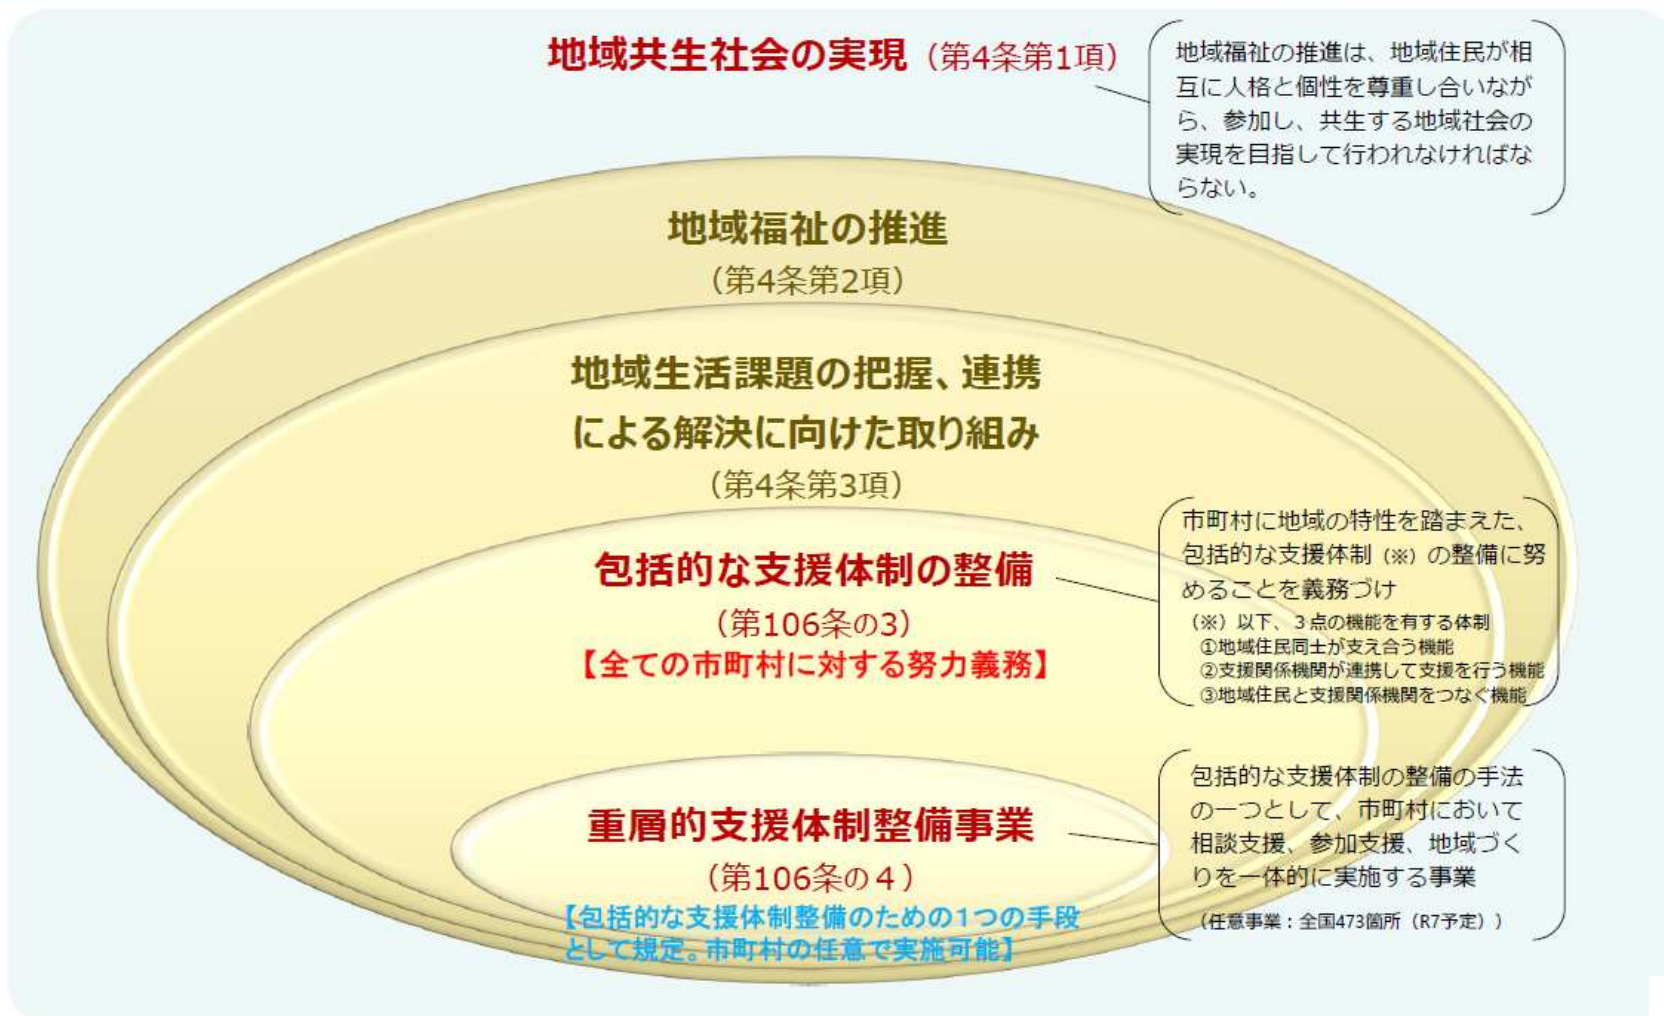 地域共生社会の実現（第4条第1項）
地域福祉の推進は、地域住民が相
互に人格と個性を尊重し合いなが
ら、参加し、共生する地域社会の
実現を目指して行われなければな
らない。
地域福祉の推進
（第4条第2項）
地域生活課題の把握、連携
による解決に向けた取り組み
（第4条第3項）
包括的な支援体制の整備
（第106条の3）
【全ての市町村に対する努力義務】
市町村に地域の特性を踏まえた、
包括的な支援体制（※）の整備に努
めることを義務づけ
（※）以下、３点の機能を有する体制
①地域住民同士が支え合う機能
②支援関係機関が連携して支援を行う機能
③地域住民と支援関係機関をつなぐ機能
重層的支援体制整備事業
（第106条の４）
【包括的な支援体制整備のための１つの手段
として規定。市町村の任意で実施可能】
包括的な支援体制の整備の手法
の一つとして、市町村において
相談支援、参加支援、地域づく
りを一体的に実施する事業
（任意事業：全国473箇所（R7予定））